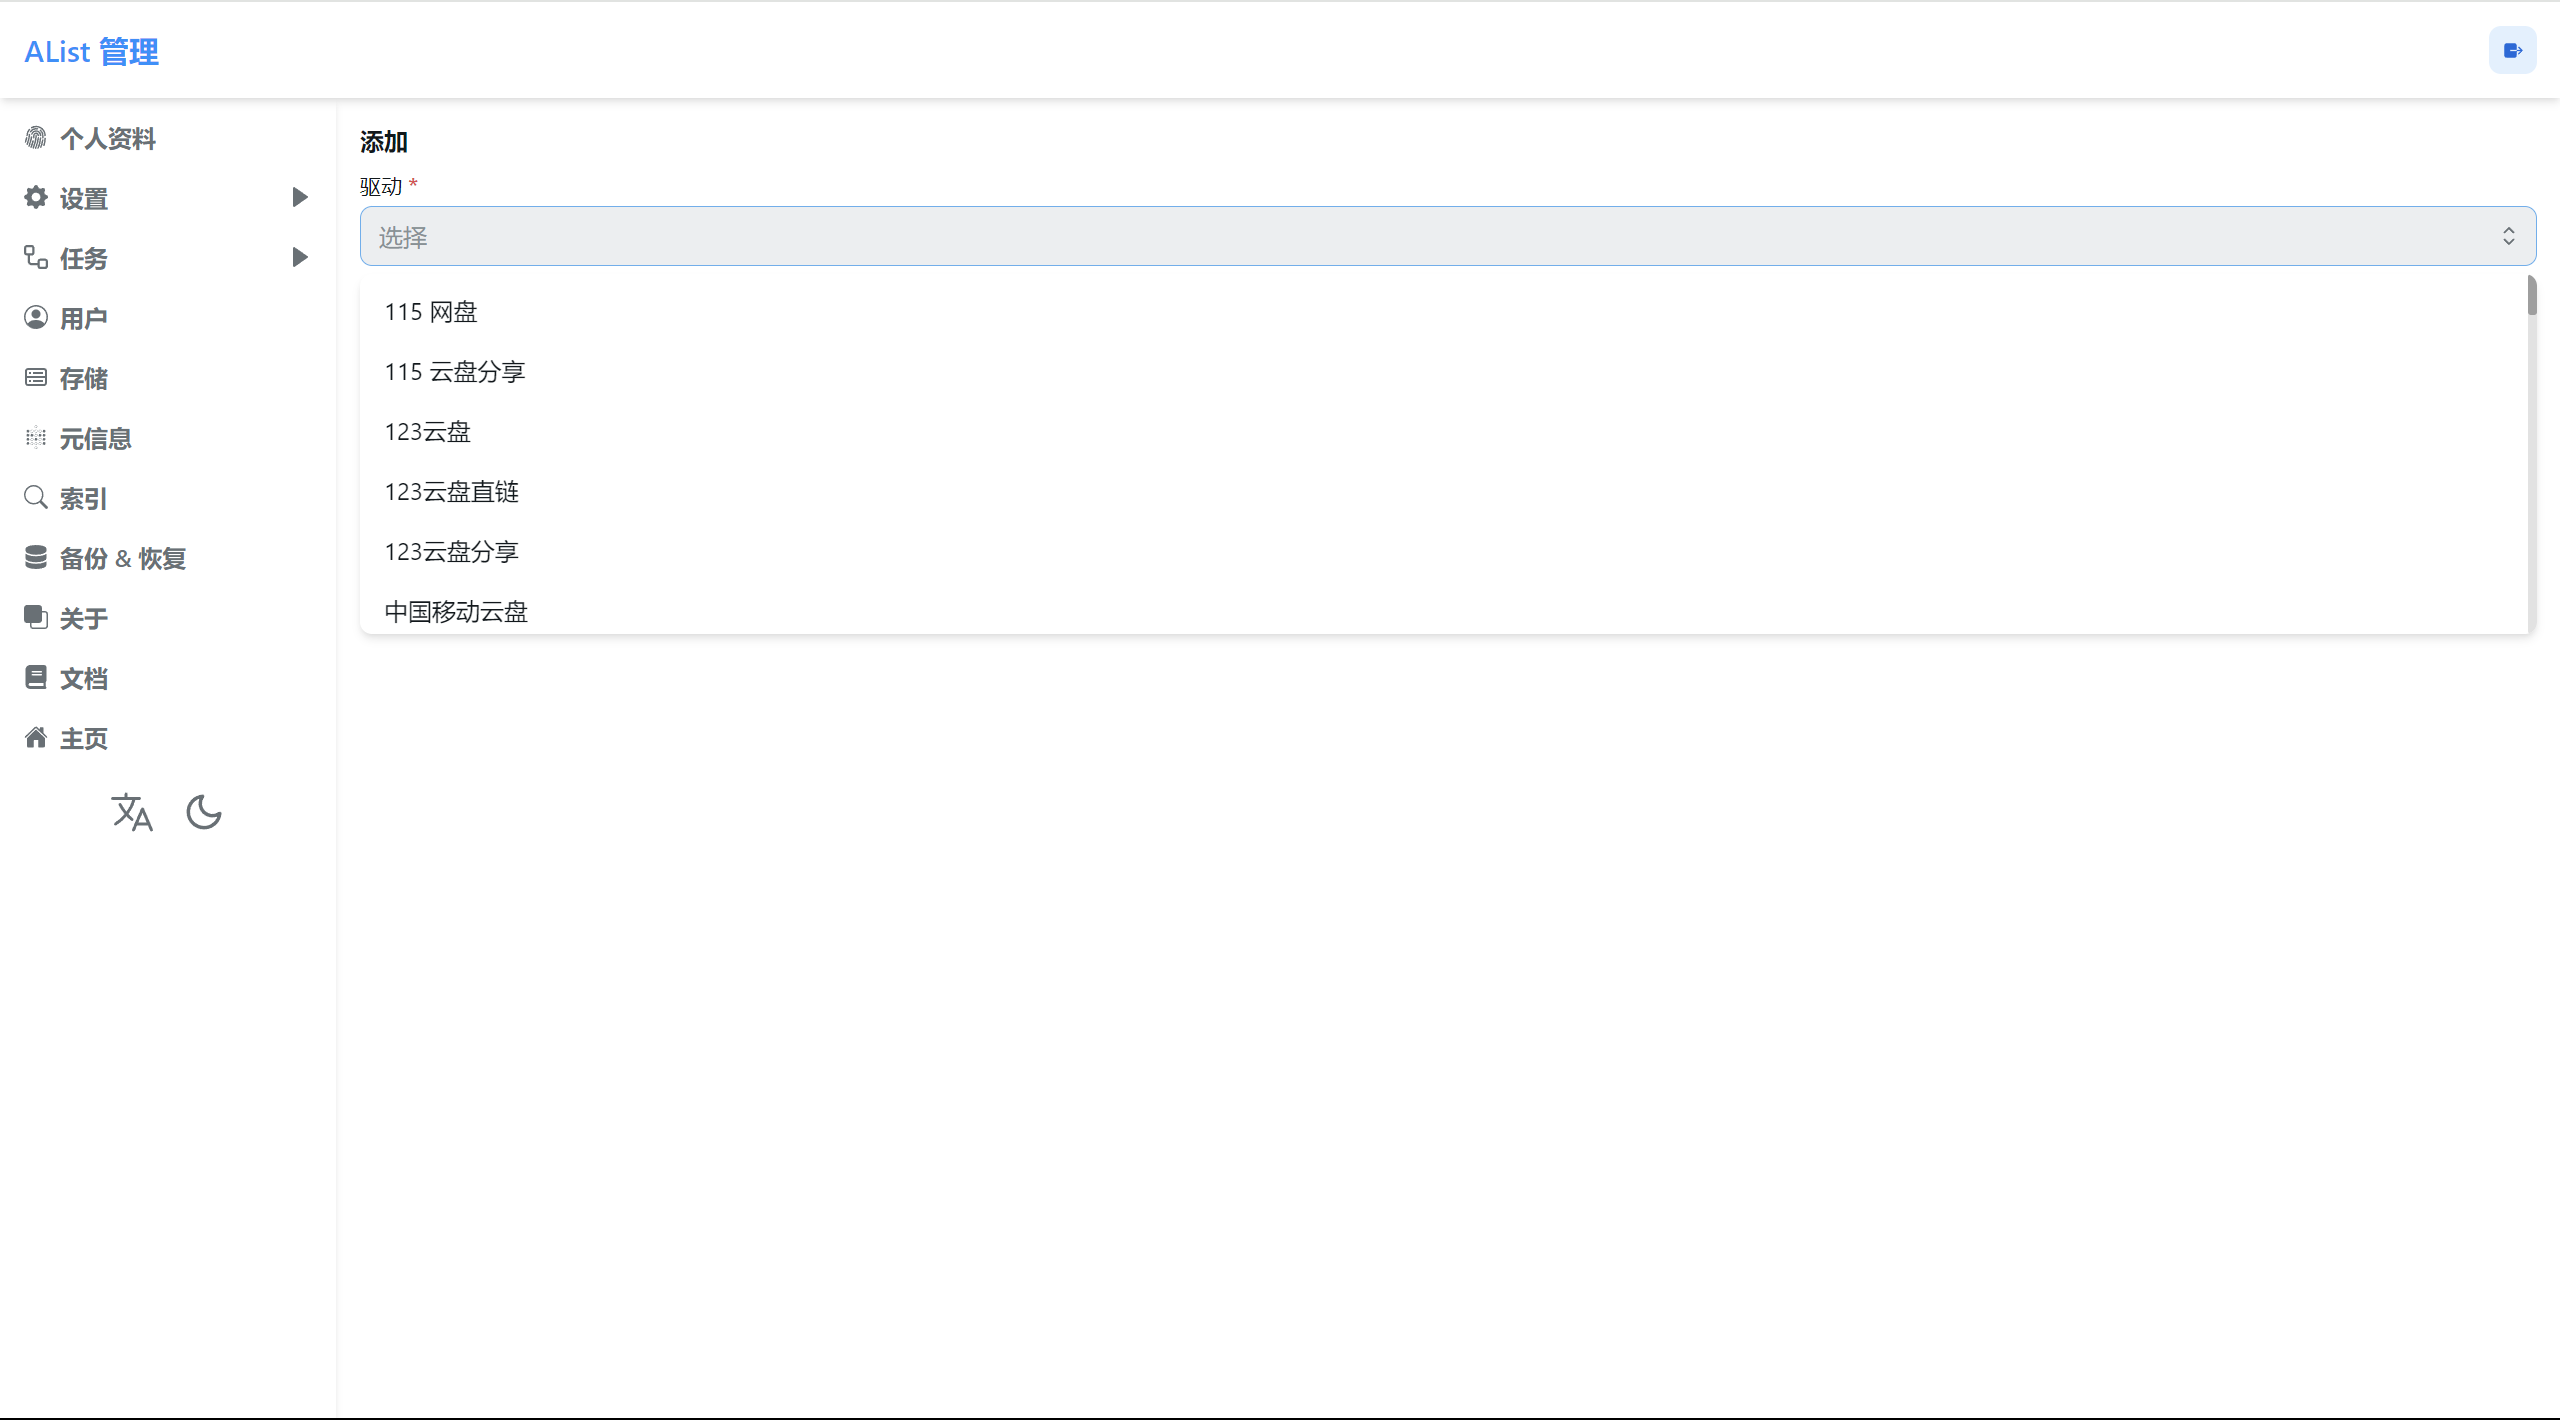 AList 管理
个人资料
设置
任务
用户
存储
元信息
索引
备份 & 恢复
关于
文档
主页
添加
驱动 *
选择
115 网盘
115 云盘分享
123云盘
123云盘直链
123云盘分享
中国移动云盘